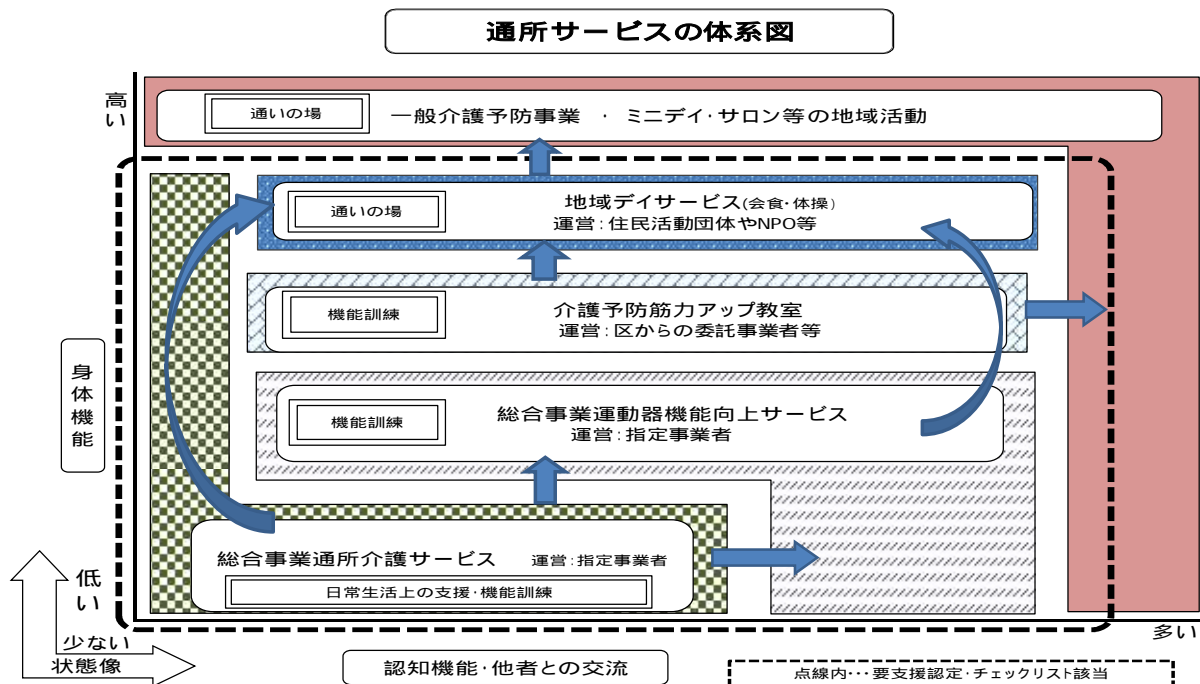 通所サービスの体系図
高い
通いの場
一般介護予防事業 ・ ミニデイ・サロン等の地域活動
通いの場
地域デイサービス(会食・体操)
運営:住民活動団体やNPO等
機能訓練
介護予防筋力アップ教室
運営:区からの委託事業者等
身体機能
機能訓練
総合事業運動器機能向上サービス
運営:指定事業者
総合事業通所介護サービス 運営:指定事業者
日常生活上の支援・機能訓練
低い
少ない
多い
状態像
認知機能・他者との交流
点線内・・・要支援認定・チェックリスト該当